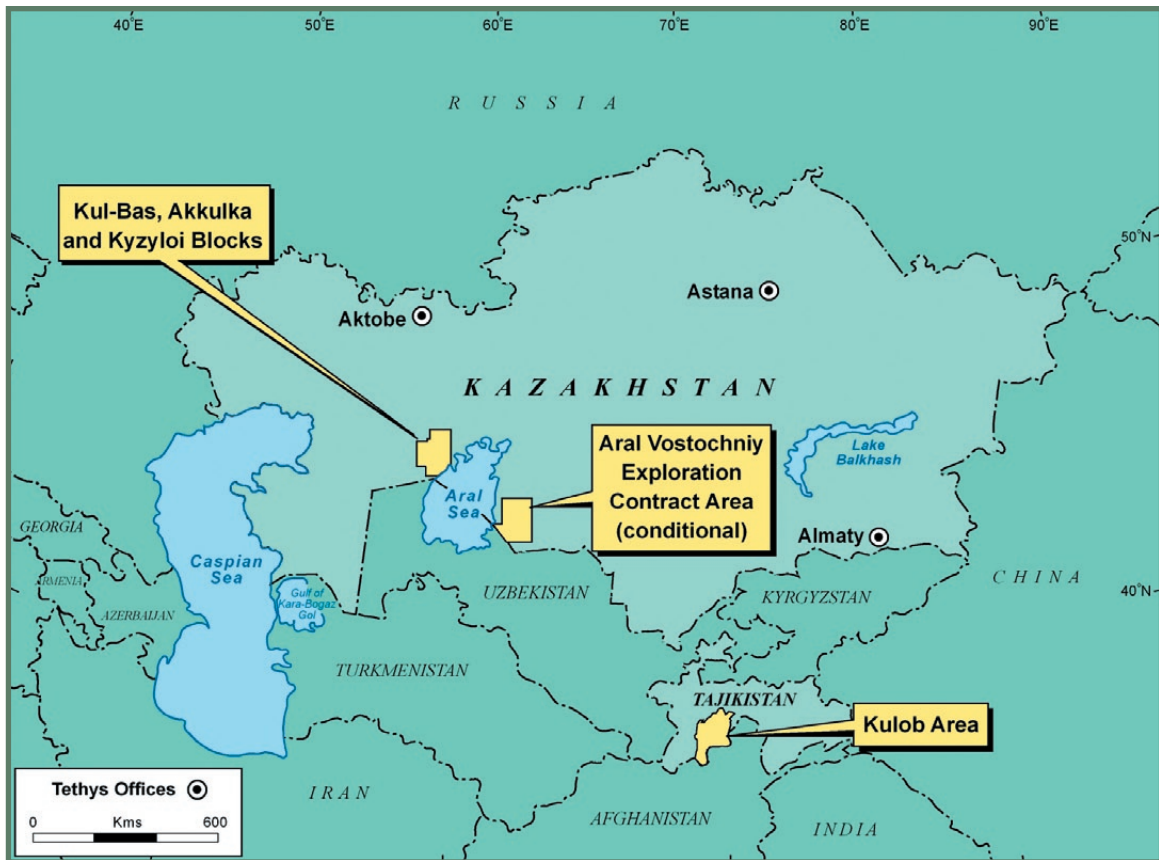 40°E
50°E
60°E
70°E
80°E
90°E
R U S S I A
Kul-Bas, Akkulka
and Kyzyloi Blocks
50°N
Astana
Aktobe
K A Z A K H S T A N
Aral Vostochniy
Exploration
Contract Area
(conditional)
Lake
Balkhash
Aral
Sea
GEORGIA
Almaty
Caspian
Sea
C H I N A
ARMENIA
AZERBAIJAN
Gulf of
Kara-Bogaz
Gol
UZBEKISTAN
KYRGYZSTAN
40°N
TURKMENISTAN
TAJIKISTAN
Kulob Area
Tethys Offices
0 Kms 600
I R A N
AFGHANISTAN
I N D I A